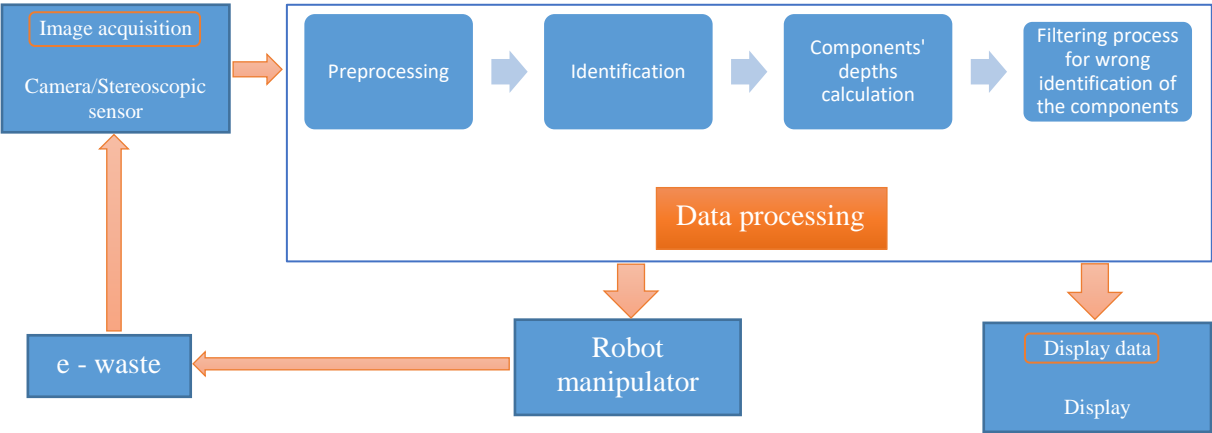 Image acquisition
Camera/Stereoscopic
sensor
Preprocessing
Identification
Components'
depths
calculation
Filtering process
for wrong
identification of
the components
Data processing
e - waste
Robot
manipulator
Display data
Display